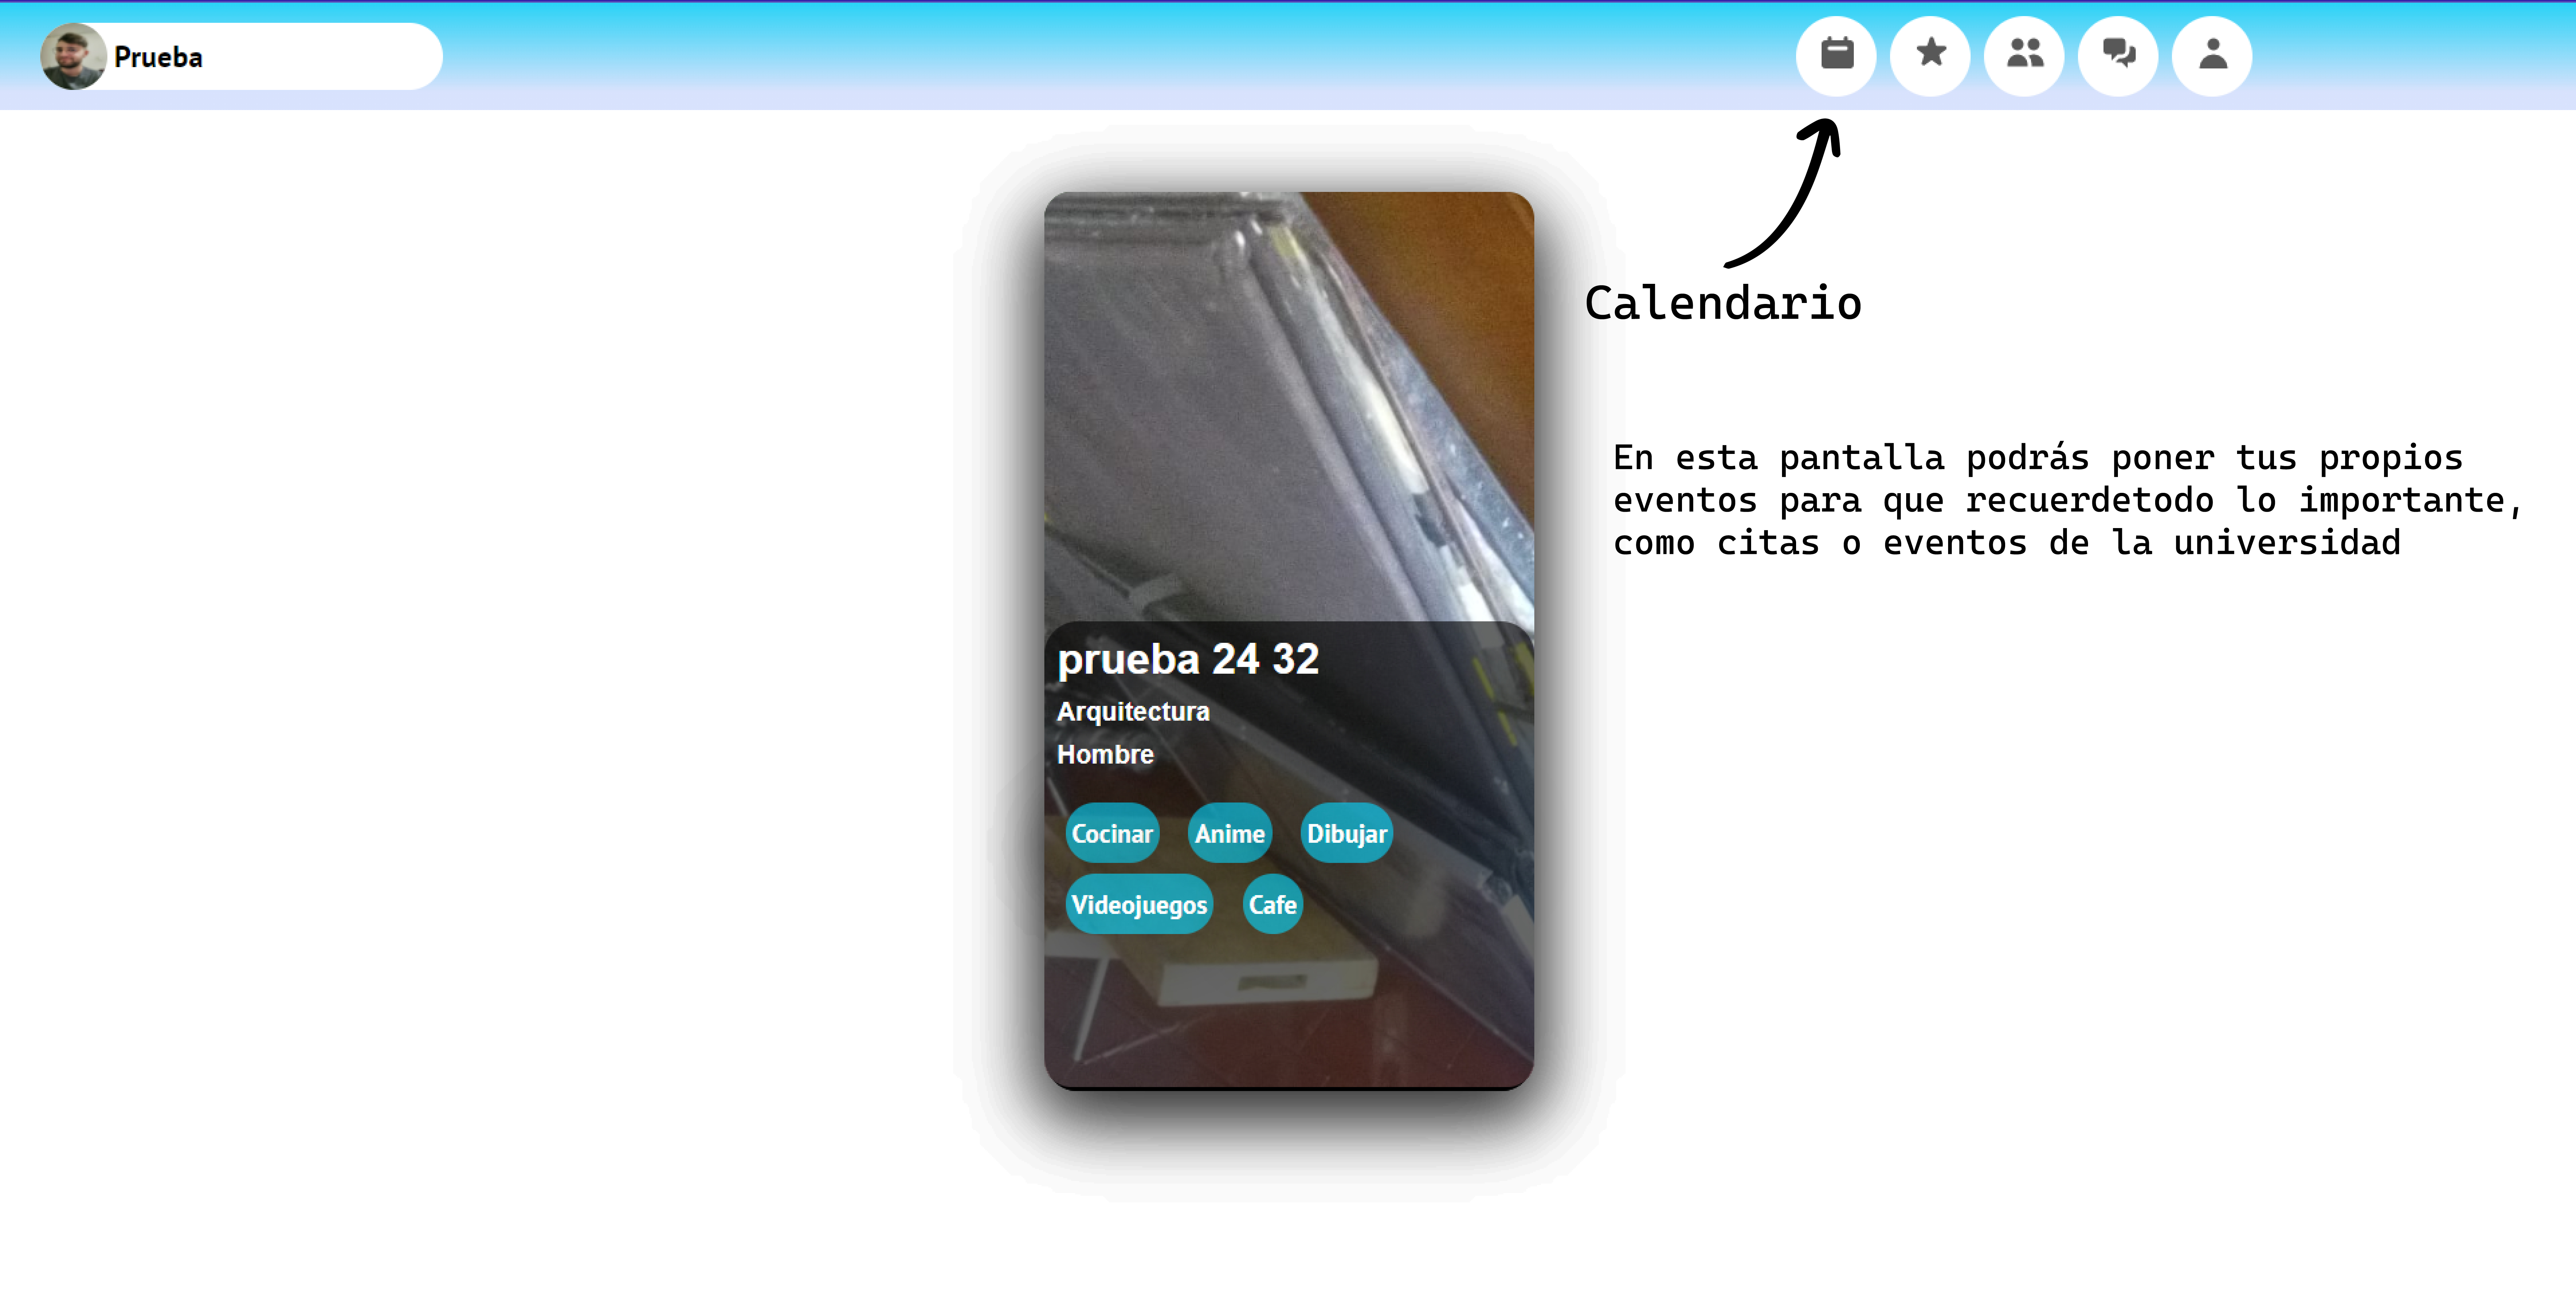 Prueba
Calendario
En esta pantalla podrás poner tus propios
eventos para que recuerdetodo lo importante,
como citas o eventos de la universidad
prueba 24 32
Arquitectura
Hombre
Cocinar Anime Dibujar
Videojuegos Cafe